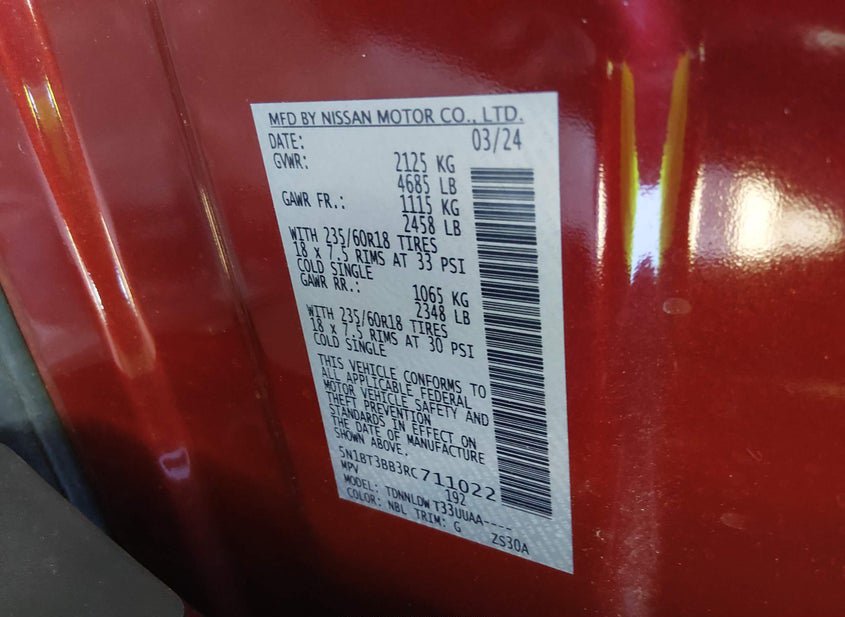 MFD BY NISSAN MOTOR CO., LTD.
DATE: 03/24
GVWR: 2125 KG
4685 LB
GAWR FR.: 1115 KG
2458 LB
WITH 235/60R18 TIRES
18 x 7.5 RIMS AT 33 PSI
COLD SINGLE
GAWR RR.: 1065 KG
2348 LB
WITH 235/60R18 TIRES
18 x 7.5 RIMS AT 30 PSI
COLD SINGLE
THIS VEHICLE CONFORMS TO
ALL APPLICABLE FEDERAL
MOTOR VEHICLE SAFETY AND
THEFT PREVENTION
STANDARDS IN EFFECT ON
THE DATE OF MANUFACTURE
SHOWN ABOVE.
5N1BT3BB3RC711022
MPV 192
MODEL: TDNNLDW T33UUAA----
COLOR: NBL TRIM: G ZS30A